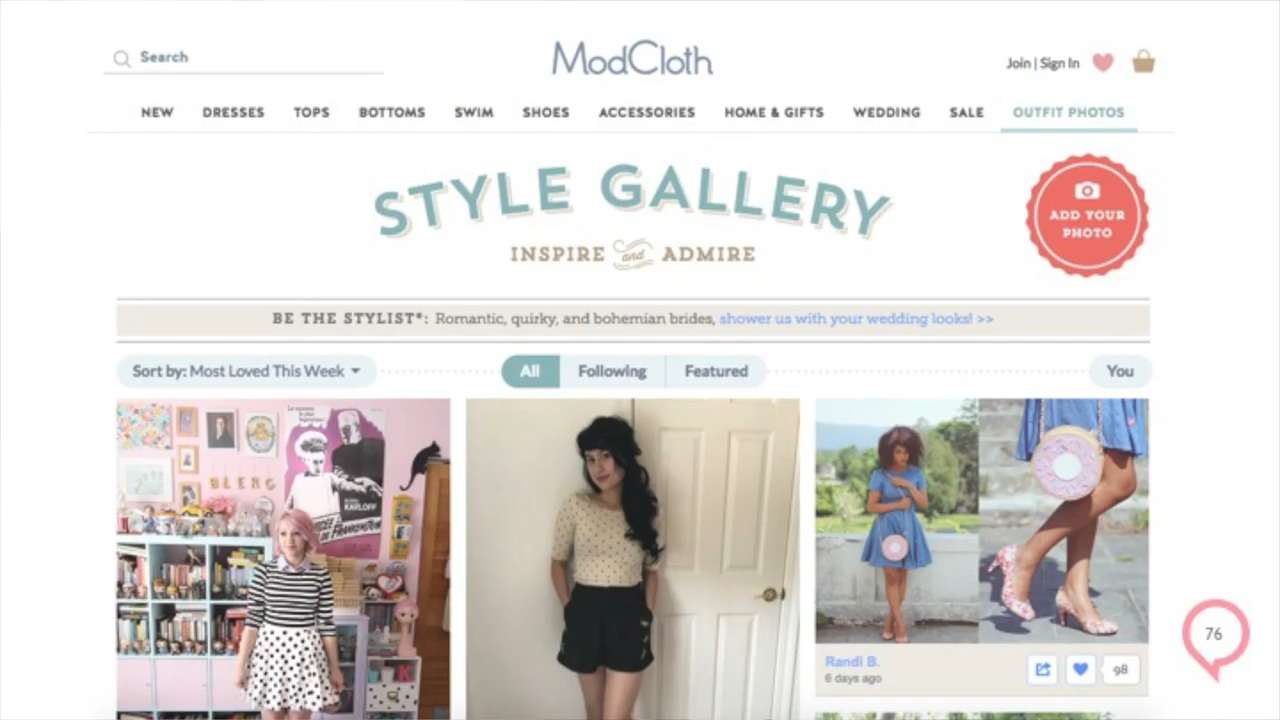 Search
ModCloth
Join | Sign In
NEW DRESSES TOPS BOTTOMS SWIM SHOES ACCESSORIES HOME & GIFTS WEDDING SALE OUTFIT PHOTOS
STYLE GALLERY
INSPIRE and ADMIRE
ADD YOUR
PHOTO
BE THE STYLIST*: Romantic, quirky, and bohemian brides, shower us with your wedding looks! >>
Sort by: Most Loved This Week
All Following Featured
You
KARLOFF
Randi B.
6 days ago
98
76